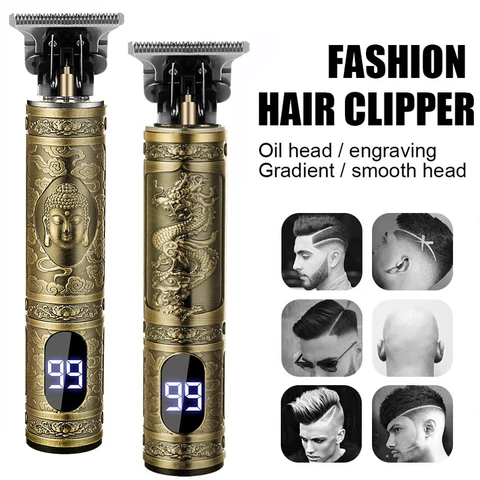 FASHION
HAIR CLIPPER
Oil head / engraving
Gradient / smooth head
99
99